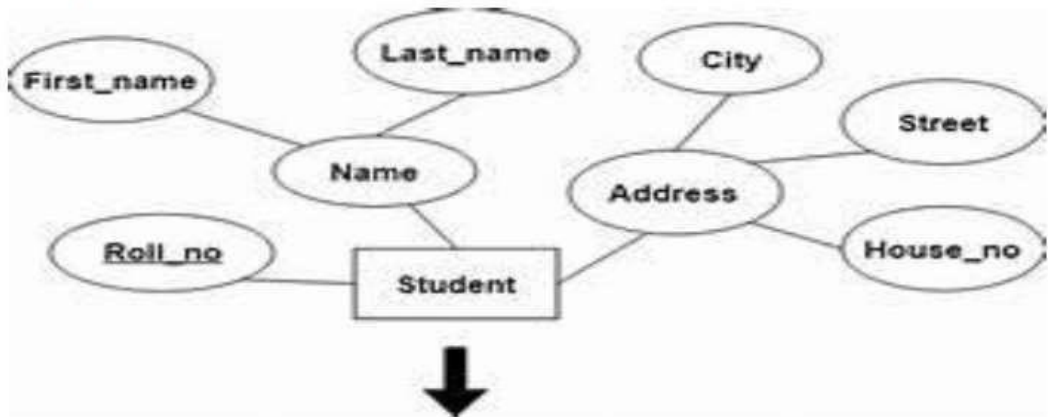 Last_name
City
First_name
Street
Name
Address
Roll_no
House_no
Student